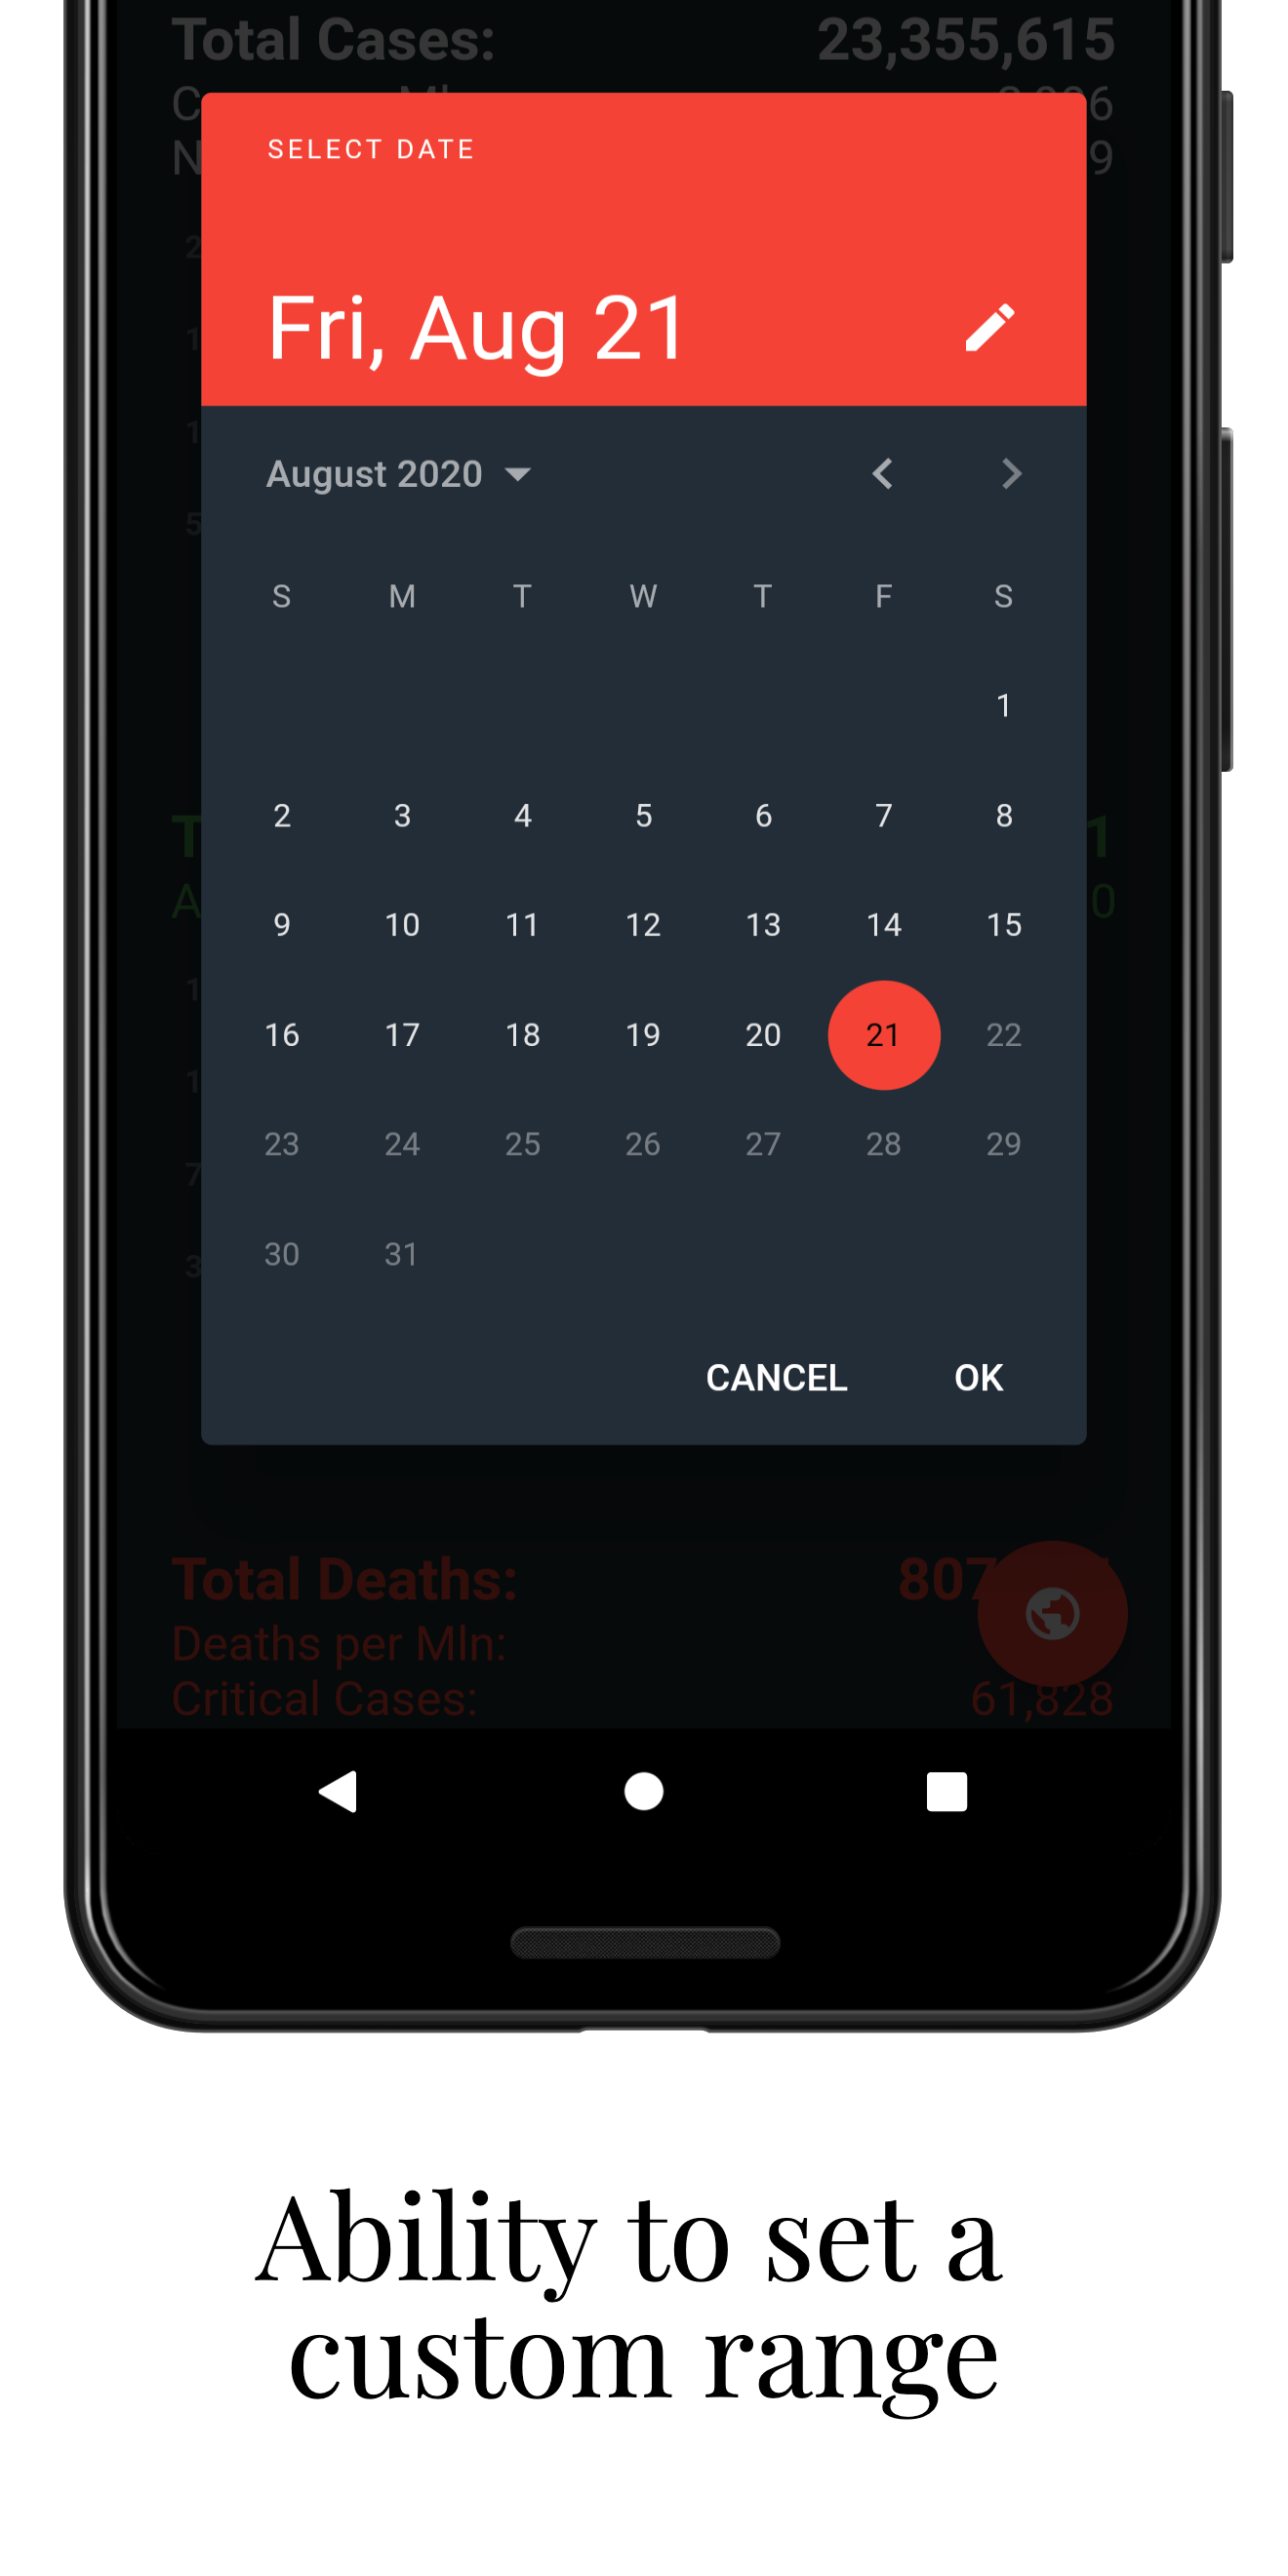 Total Cases: 23,355,615
SELECT DATE
Fri, Aug 21
August 2020
S M T W T F S
1
2 3 4 5 6 7 8
9 10 11 12 13 14 15
16 17 18 19 20 21 22
23 24 25 26 27 28 29
30 31
CANCEL OK
Total Deaths:
Deaths per Mln:
Critical Cases: 61,828
Ability to set a
custom range